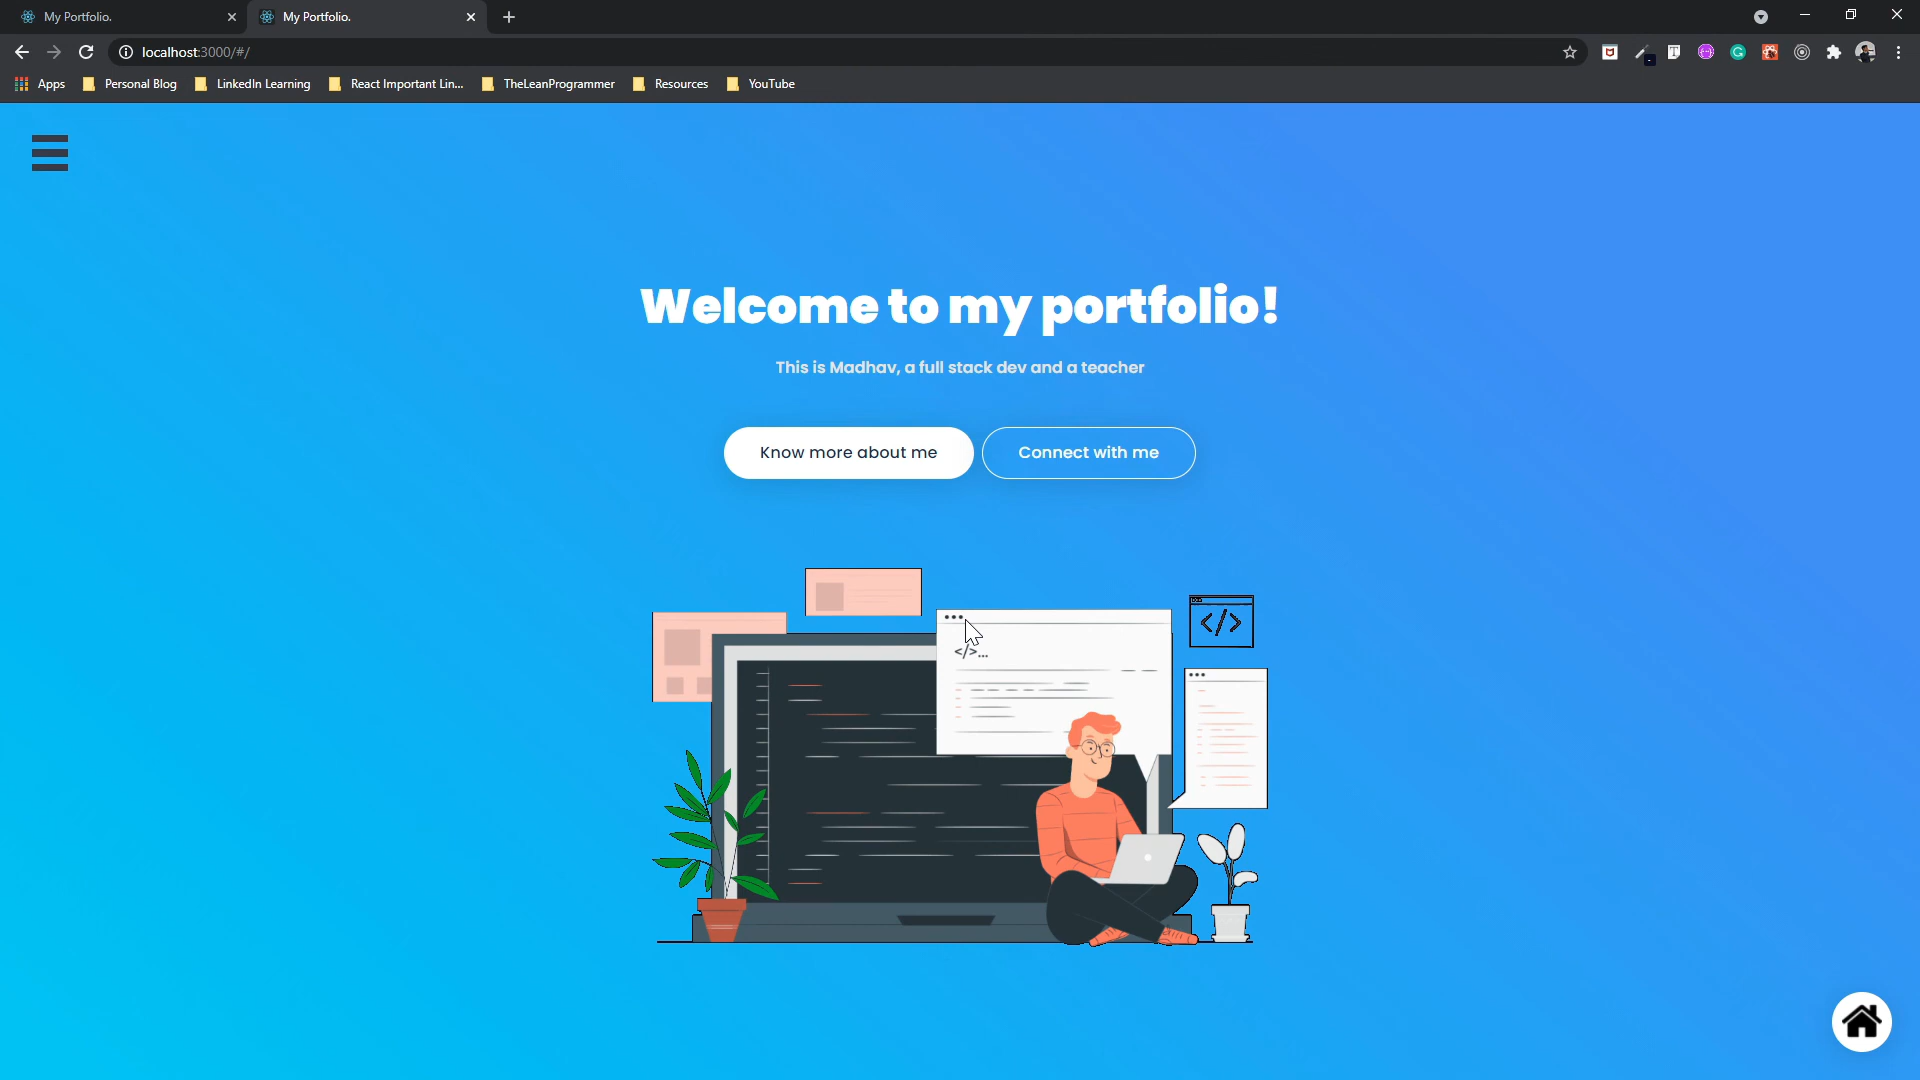 My Portfolio.
My Portfolio.
localhost:3000/#/
Apps
Personal Blog
LinkedIn Learning
React Important Lin...
TheLeanProgrammer
Resources
YouTube
Welcome to my portfolio!
This is Madhav, a full stack dev and a teacher
Know more about me
Connect with me
</>...
</>